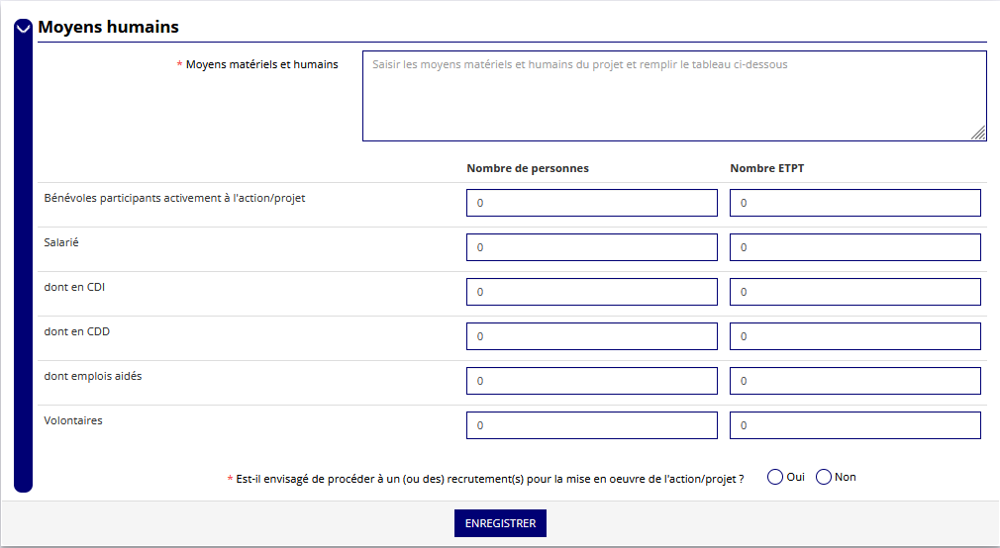 Moyens humains
* Moyens matériels et humains
Saisir les moyens matériels et humains du projet et remplir le tableau ci-dessous
Nombre de personnes Nombre ETPT
Bénévoles participants activement à l'action/projet 0 0
Salarié 0 0
dont en CDI 0 0
dont en CDD 0 0
dont emplois aidés 0 0
Volontaires 0 0
* Est-il envisagé de procéder à un (ou des) recrutement(s) pour la mise en oeuvre de l'action/projet ? Oui Non
ENREGISTRER